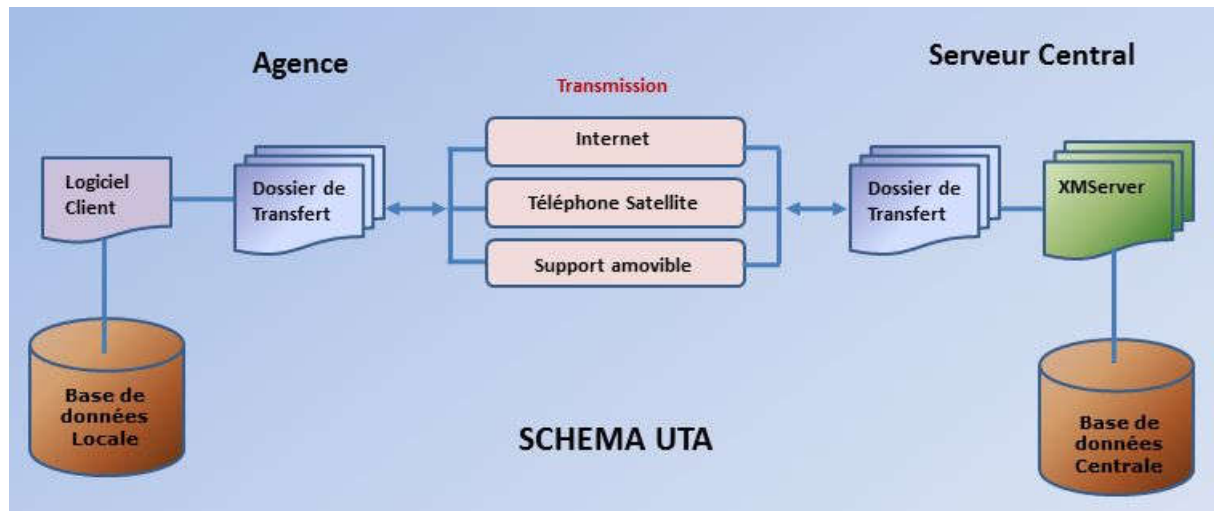 Agence
Serveur Central
Transmission
Internet
Logiciel
Client
Dossier de
Transfert
Téléphone Satellite
Dossier de
Transfert
XMServer
Support amovible
Base de
données
Locale
SCHEMA UTA
Base de
données
Centrale